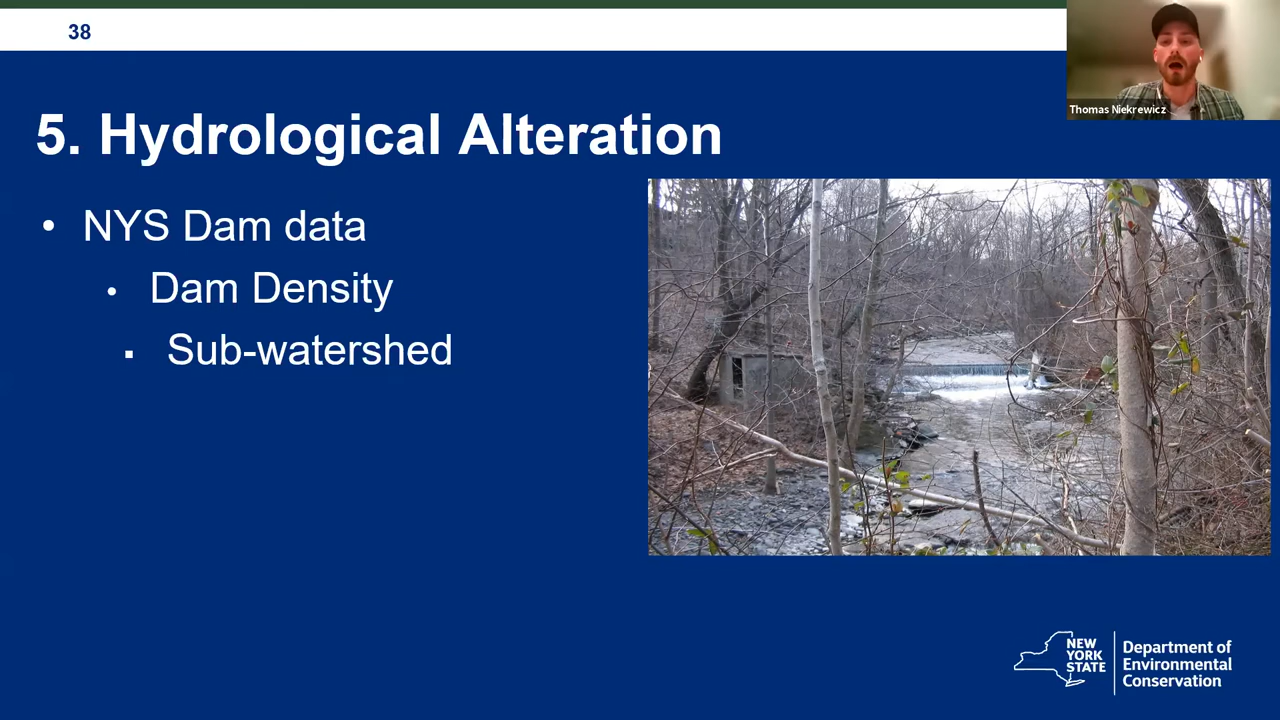 38
Thomas Niekrewicz
5. Hydrological Alteration
• NYS Dam data
• Dam Density
▪ Sub-watershed
NEW
YORK
STATE
Department of
Environmental
Conservation